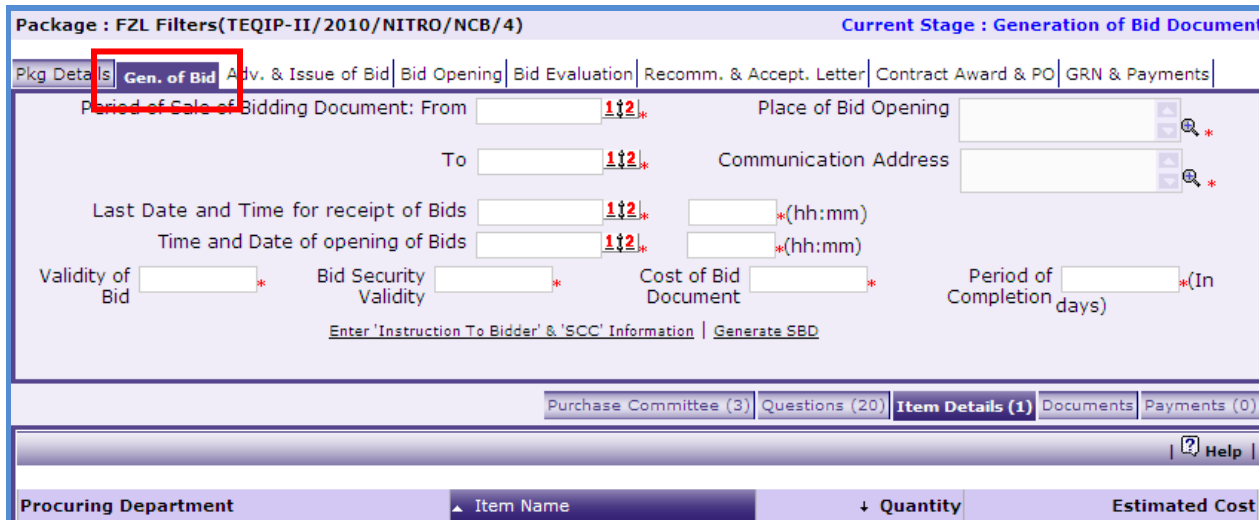 Package : FZL Filters(TEQIP-II/2010/NITRO/NCB/4) Current Stage : Generation of Bid Document
Pkg Details Gen. of Bid Adv. & Issue of Bid Bid Opening Bid Evaluation Recomm. & Accept. Letter Contract Award & PO GRN & Payments
Period of Sale of Bidding Document: From 12* Place of Bid Opening *
To 12* Communication Address *
Last Date and Time for receipt of Bids 12* *(hh:mm)
Time and Date of opening of Bids 12* *(hh:mm)
Validity of * Bid Security * Cost of Bid * Period of *(In
Bid Validity Document Completion days)
Enter 'Instruction To Bidder' & 'SCC' Information | Generate SBD
Purchase Committee (3) Questions (20) Item Details (1) Documents Payments (0)
| Help |
Procuring Department Item Name Quantity Estimated Cost